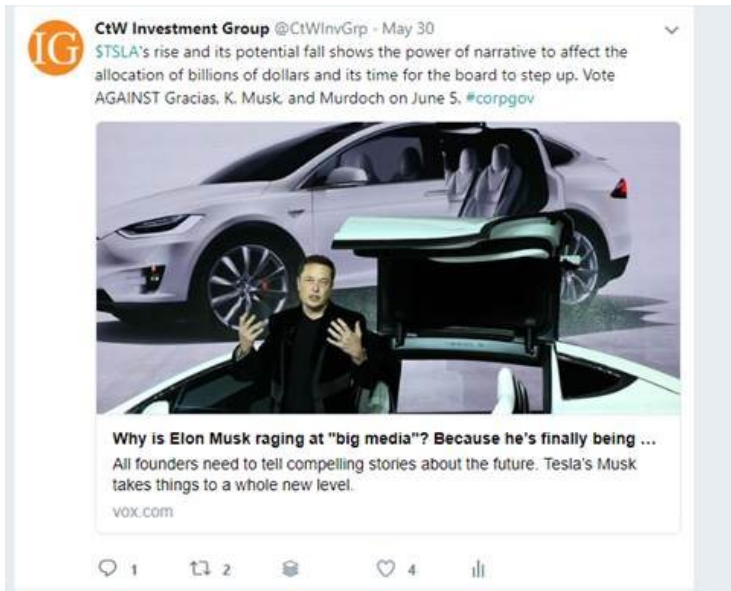 IG
CtW Investment Group @CtWInvGrp · May 30
$TSLA's rise and its potential fall shows the power of narrative to affect the
allocation of billions of dollars and its time for the board to step up. Vote
AGAINST Gracias, K. Musk, and Murdoch on June 5. #corpgov
Why is Elon Musk raging at "big media"? Because he's finally being ...
All founders need to tell compelling stories about the future. Tesla's Musk
takes things to a whole new level.
vox.com
1 2 4